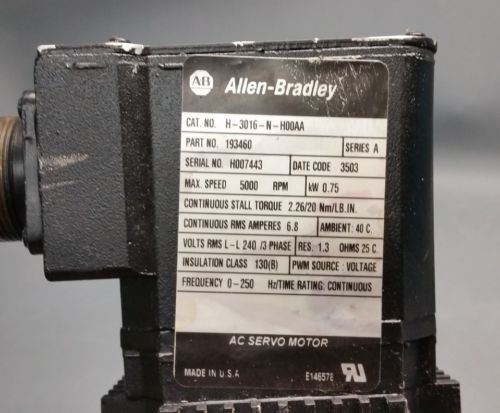 AB Allen-Bradley
CAT. NO. H-3016-N-H00AA
PART NO. 193460 SERIES A
SERIAL NO. H007443 DATE CODE 3503
MAX. SPEED 5000 RPM kW 0.75
CONTINUOUS STALL TORQUE 2.26/20 Nm/LB.IN.
CONTINUOUS RMS AMPERES 6.8 AMBIENT: 40 C.
VOLTS RMS L-L 240 /3 PHASE RES. 1.3 OHMS 25 C.
INSULATION CLASS 130(B) PWM SOURCE: VOLTAGE
FREQUENCY 0-250 Hz/TIME RATING: CONTINUOUS
AC SERVO MOTOR
MADE IN U.S.A E146578